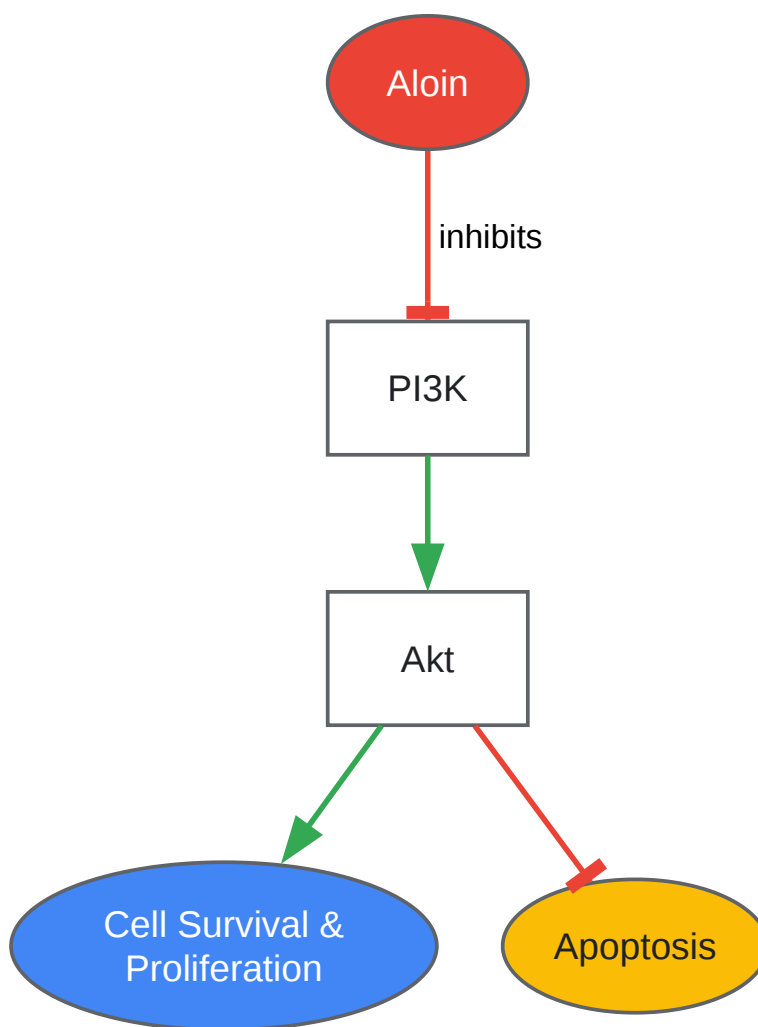 Aloin
inhibits
PI3K
Akt
Cell Survival &
Proliferation
Apoptosis